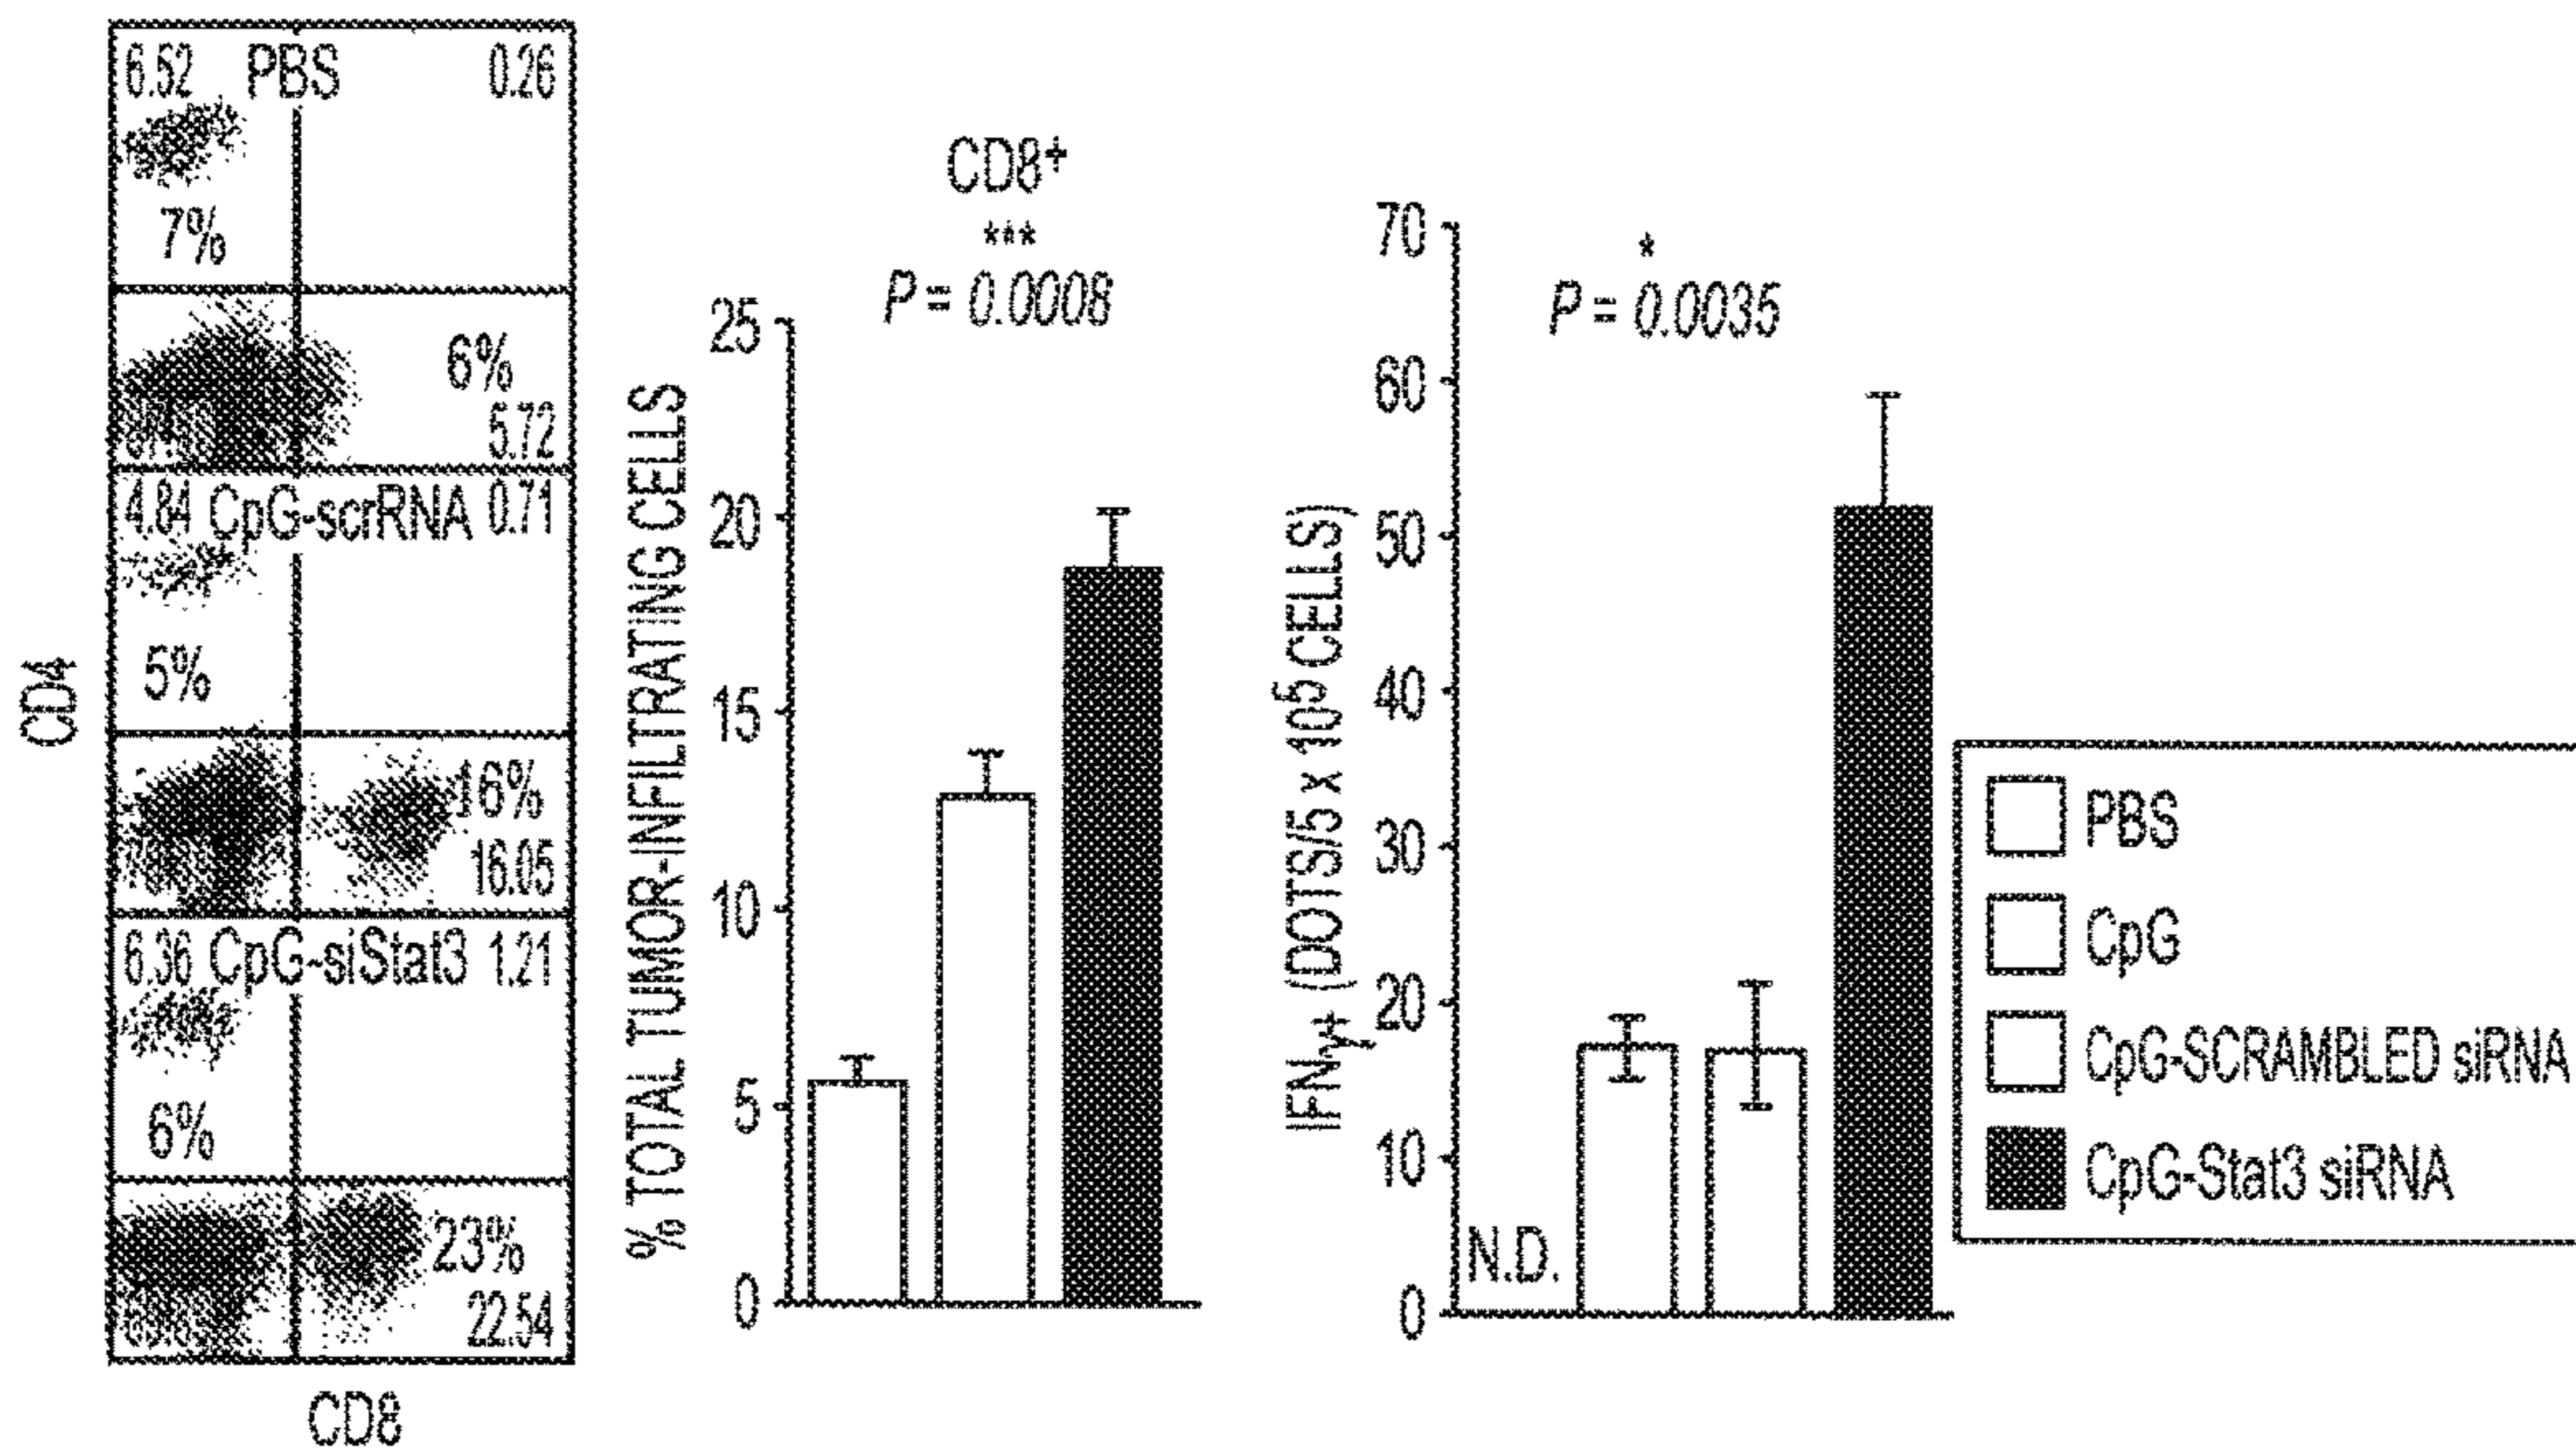 6.52 PBS 0.26
7%
6%
5.72
4.84 CpG-scrRNA 0.71
5%
16%
16.05
6.36 CpG-siStat3 1.21
6%
23%
22.54
CD4
CD8
CD8+
***
P = 0.0008
% TOTAL TUMOR-INFILTRATING CELLS
25
20
15
10
5
0
*
P = 0.0035
IFNγ+ (DOTS/5 x 10⁵ CELLS)
70
60
50
40
30
20
10
0
N.D.
PBS
CpG
CpG-SCRAMBLED siRNA
CpG-Stat3 siRNA